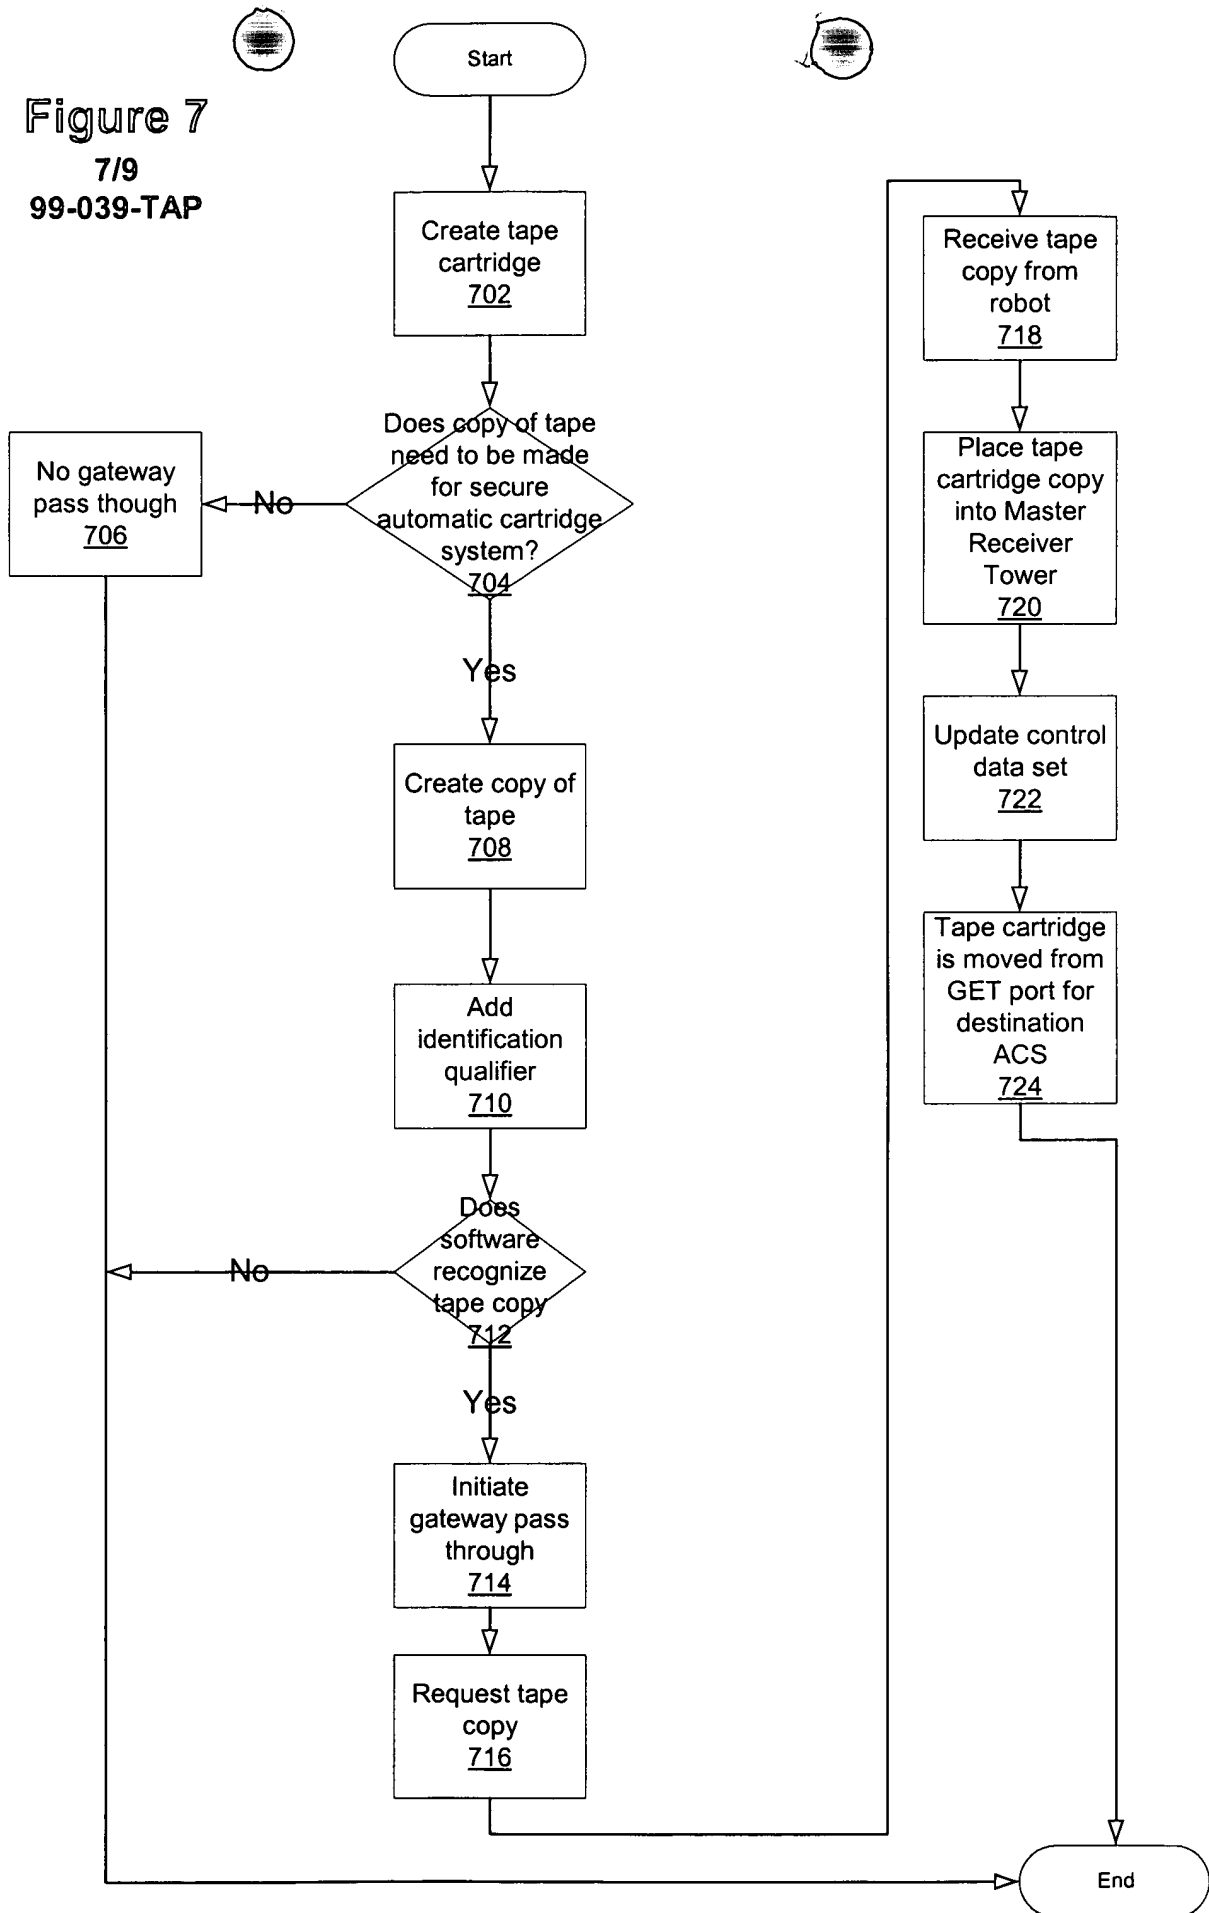 Figure 7
7/9
99-039-TAP
Start
Create tape
cartridge
702
Does copy of tape
need to be made
for secure
automatic cartridge
system?
704
No
No gateway
pass though
706
Yes
Create copy of
tape
708
Add
identification
qualifier
710
Does
software
recognize
tape copy
712
No
Yes
Initiate
gateway pass
through
714
Request tape
copy
716
Receive tape
copy from
robot
718
Place tape
cartridge copy
into Master
Receiver
Tower
720
Update control
data set
722
Tape cartridge
is moved from
GET port for
destination
ACS
724
End